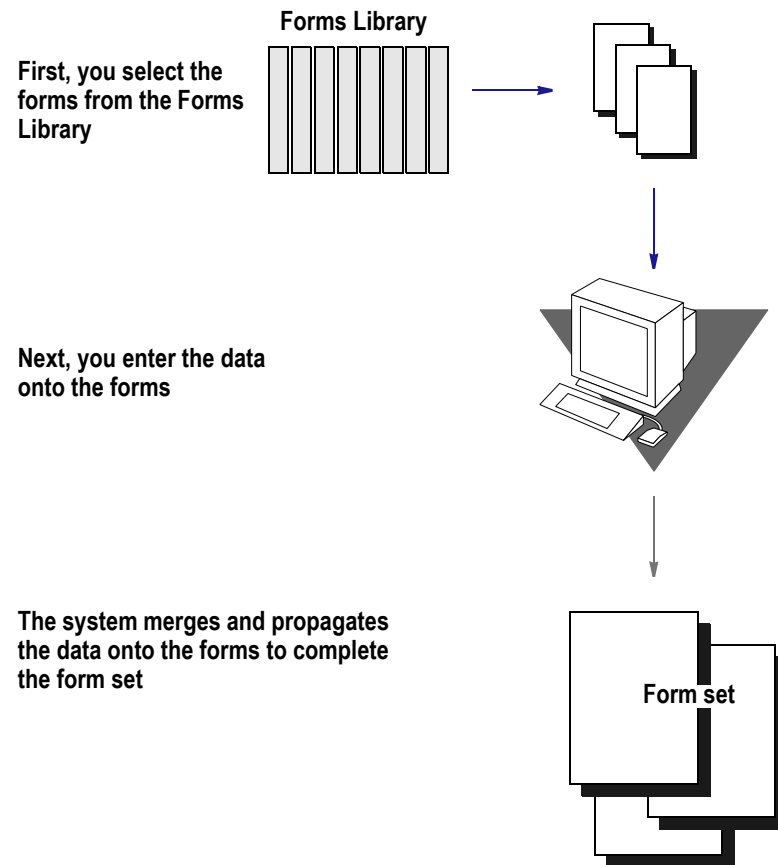 Forms Library
First, you select the
forms from the Forms
Library
Next, you enter the data
onto the forms
The system merges and propagates
the data onto the forms to complete
the form set
Form set